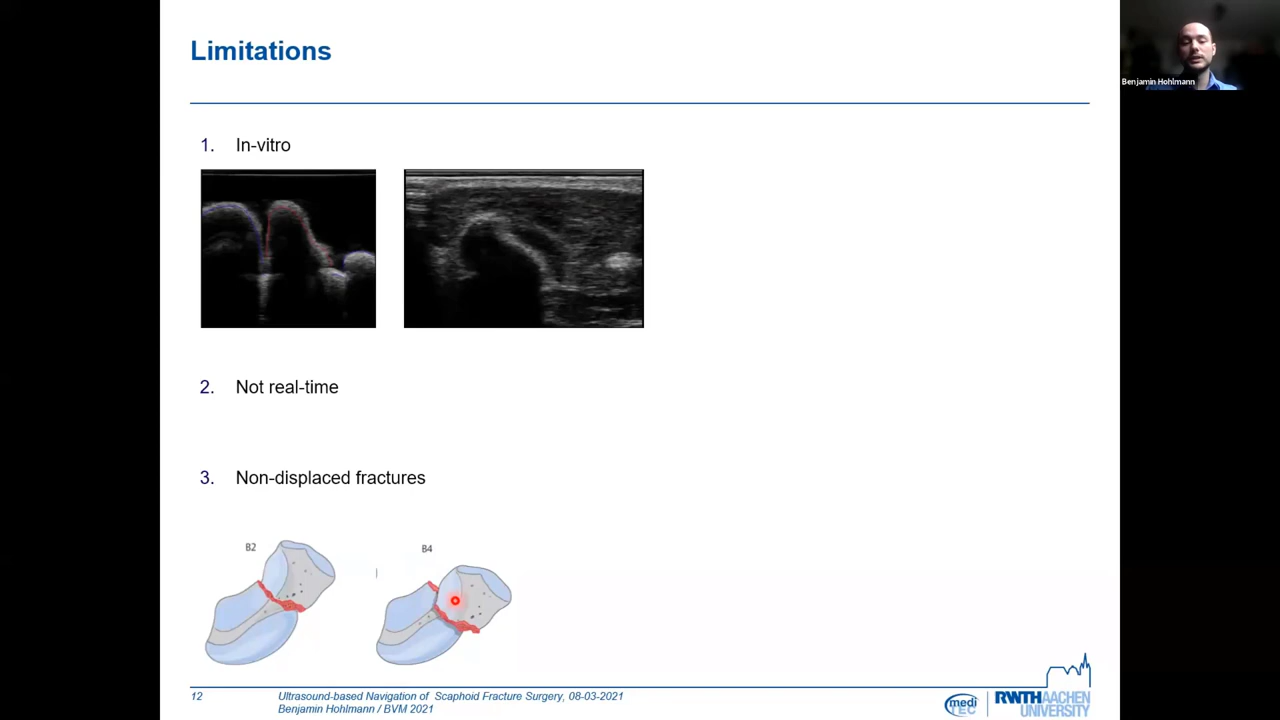 Limitations
Benjamin Hohlmann
1. In-vitro
2. Not real-time
3. Non-displaced fractures
B2
B4
12
Ultrasound-based Navigation of Scaphoid Fracture Surgery, 08-03-2021
Benjamin Hohlmann / BVM 2021
medi
TEC
RWTHAACHEN
UNIVERSITY